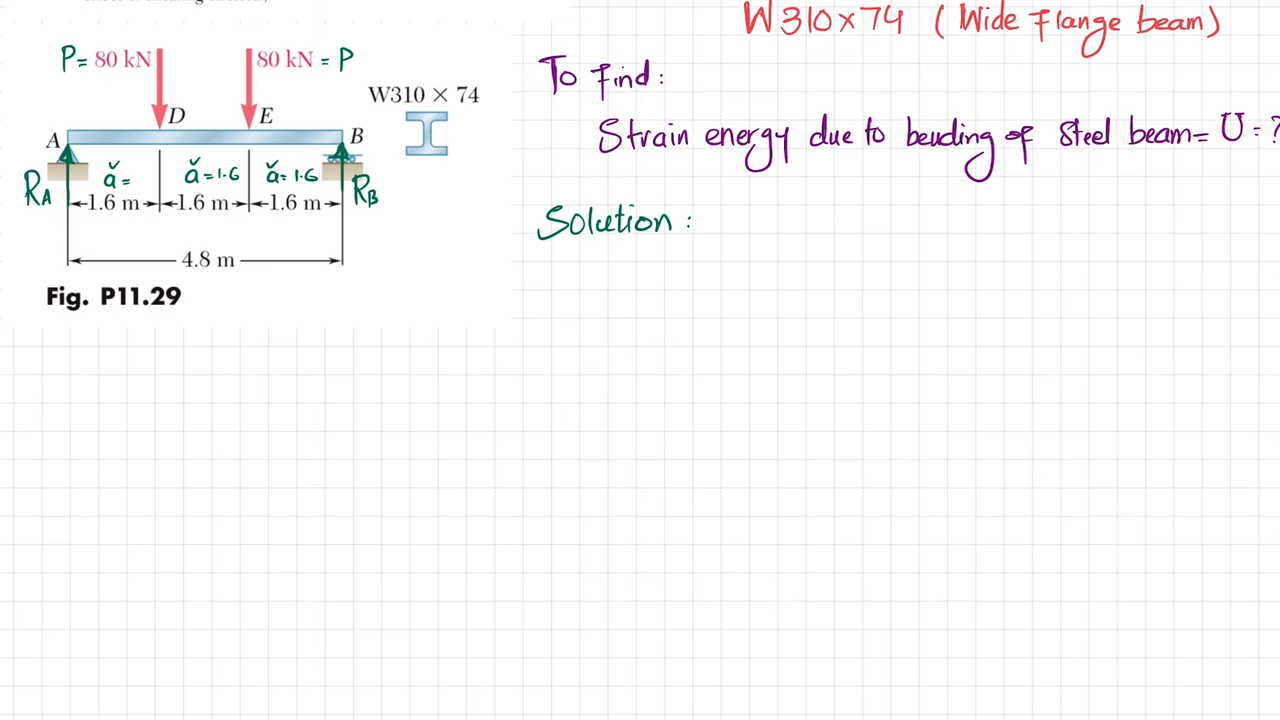 P= 80 kN
80 kN = P
W310 × 74
D
E
A
B
RA
ă=
ă=1.6
ă=1.6
RB
1.6 m
1.6 m
1.6 m
4.8 m
Fig. P11.29
W310×74 (Wide Flange beam)
To find:
Strain energy due to bending of Steel beam= U=?
Solution: